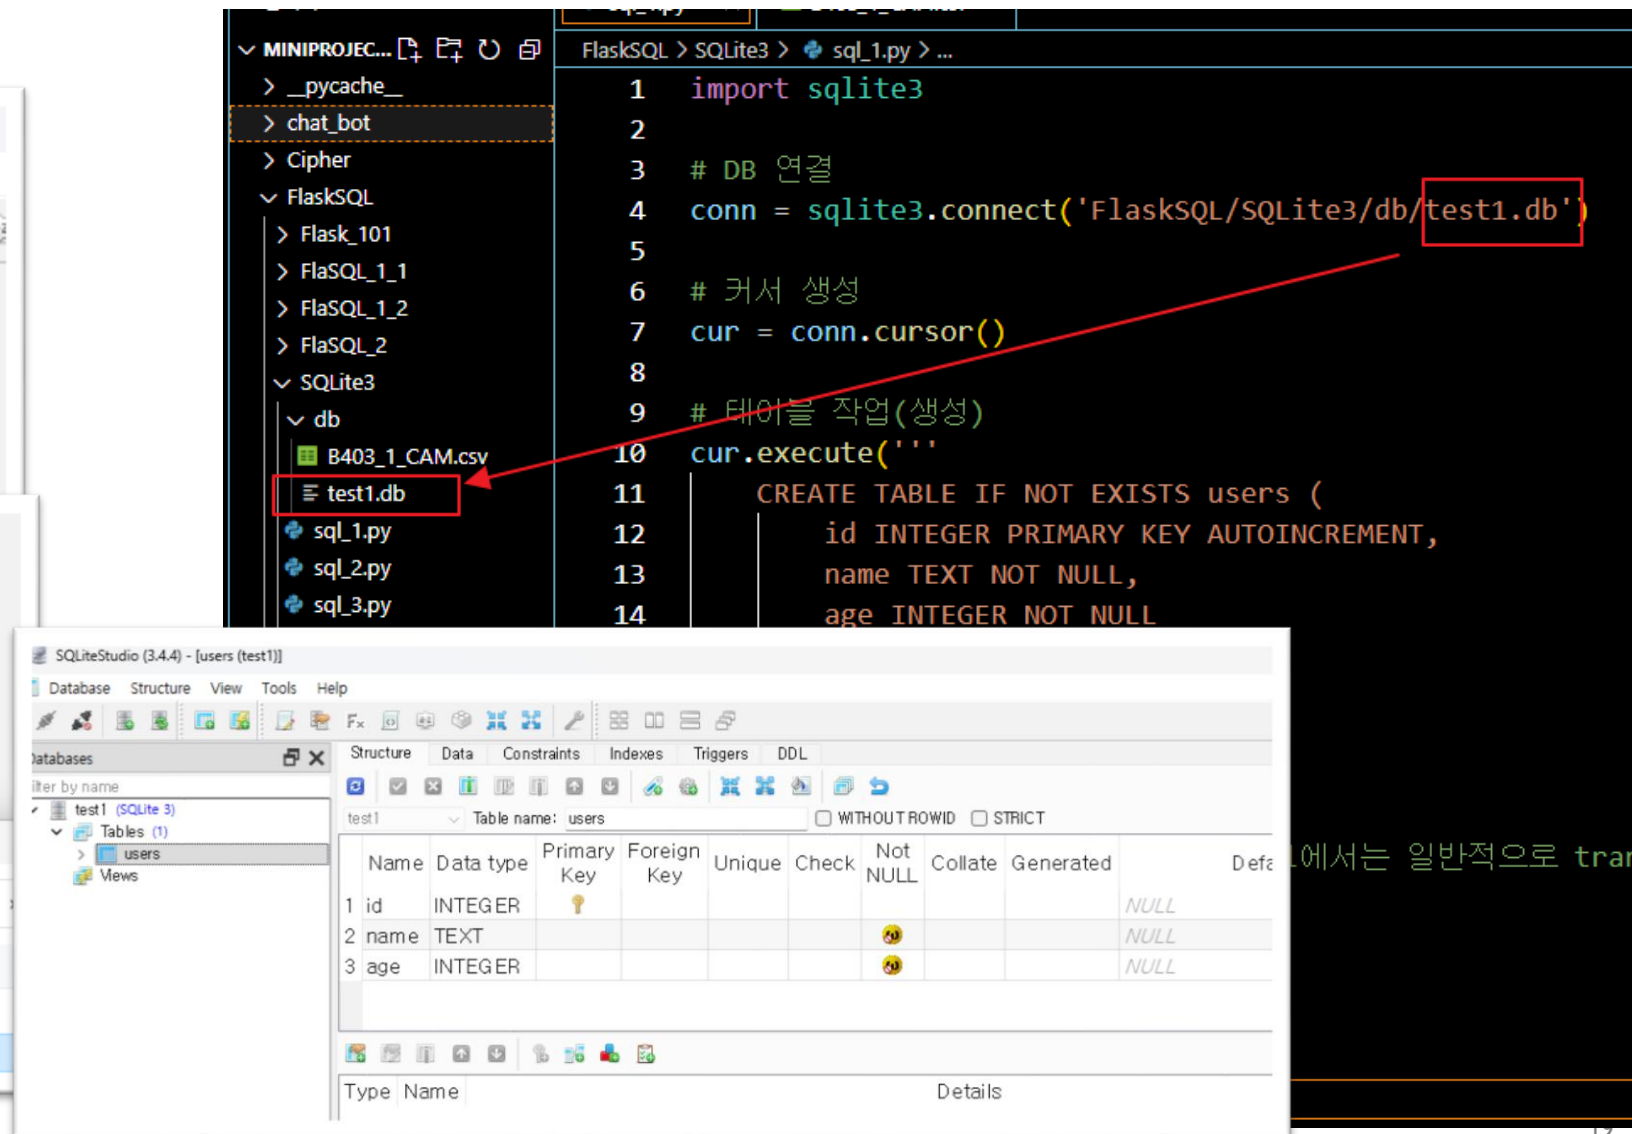 MINIPROJEC...
FlaskSQL > SQLite3 > sql_1.py > ...
> __pycache__
> chat_bot
> Cipher
FlaskSQL
> Flask_101
> FlaSQL_1_1
> FlaSQL_1_2
> FlaSQL_2
SQLite3
db
B403_1_CAM.csv
test1.db
sql_1.py
sql_2.py
sql_3.py
1 import sqlite3
2
3 # DB 연결
4 conn = sqlite3.connect('FlaskSQL/SQLite3/db/test1.db')
5
6 # 커서 생성
7 cur = conn.cursor()
8
9 # 테이블 작업(생성)
10 cur.execute('''
11 CREATE TABLE IF NOT EXISTS users (
12 id INTEGER PRIMARY KEY AUTOINCREMENT,
13 name TEXT NOT NULL,
14 age INTEGER NOT NULL
에서는 일반적으로 tran
SQLiteStudio (3.4.4) - [users (test1)]
Database Structure View Tools Help
Databases
Filter by name
test1 (SQLite 3)
Tables (1)
users
Views
Structure Data Constraints Indexes Triggers DDL
test1 Table name: users WITHOUT ROWID STRICT
Name Data type Primary Key Foreign Key Unique Check Not NULL Collate Generated Defa
1 id INTEGER NULL
2 name TEXT NULL
3 age INTEGER NULL
Type Name Details